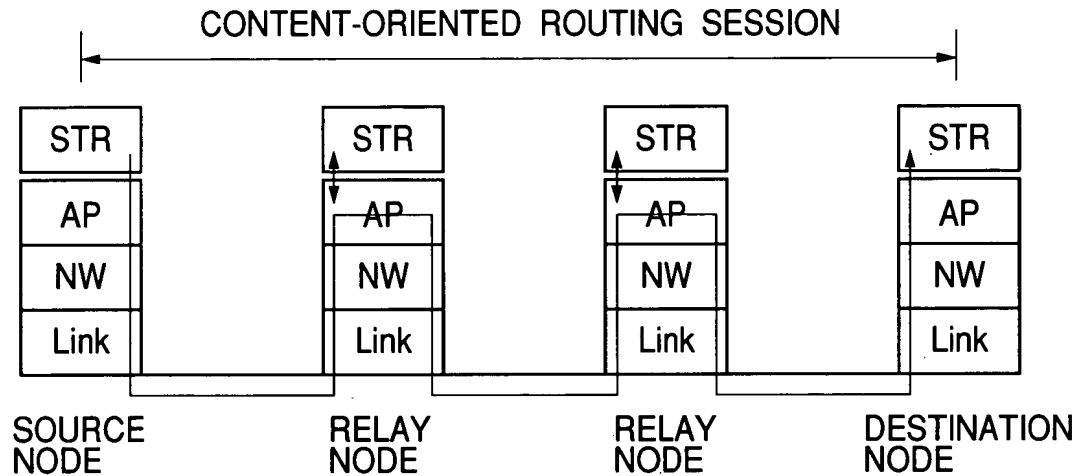 CONTENT-ORIENTED ROUTING SESSION
STR STR STR STR
AP AP AP AP
NW NW NW NW
Link Link Link Link
SOURCE NODE
RELAY NODE
RELAY NODE
DESTINATION NODE